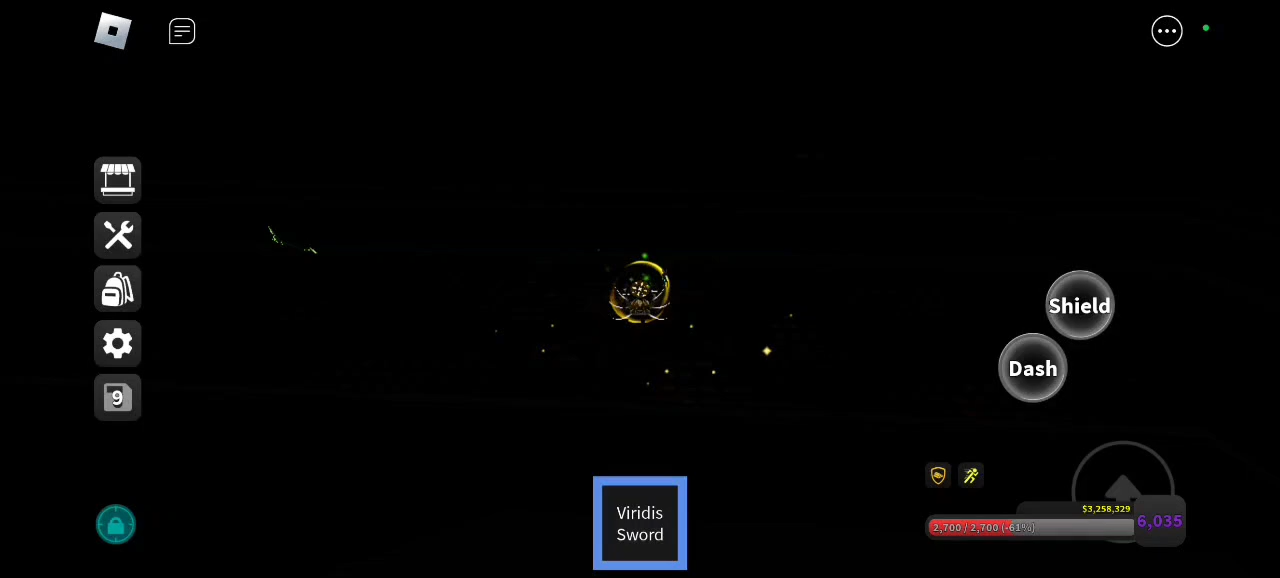 Shield
Dash
9
Viridis
Sword
$3,258,329
2,700 / 2,700 (-61%)
6,035